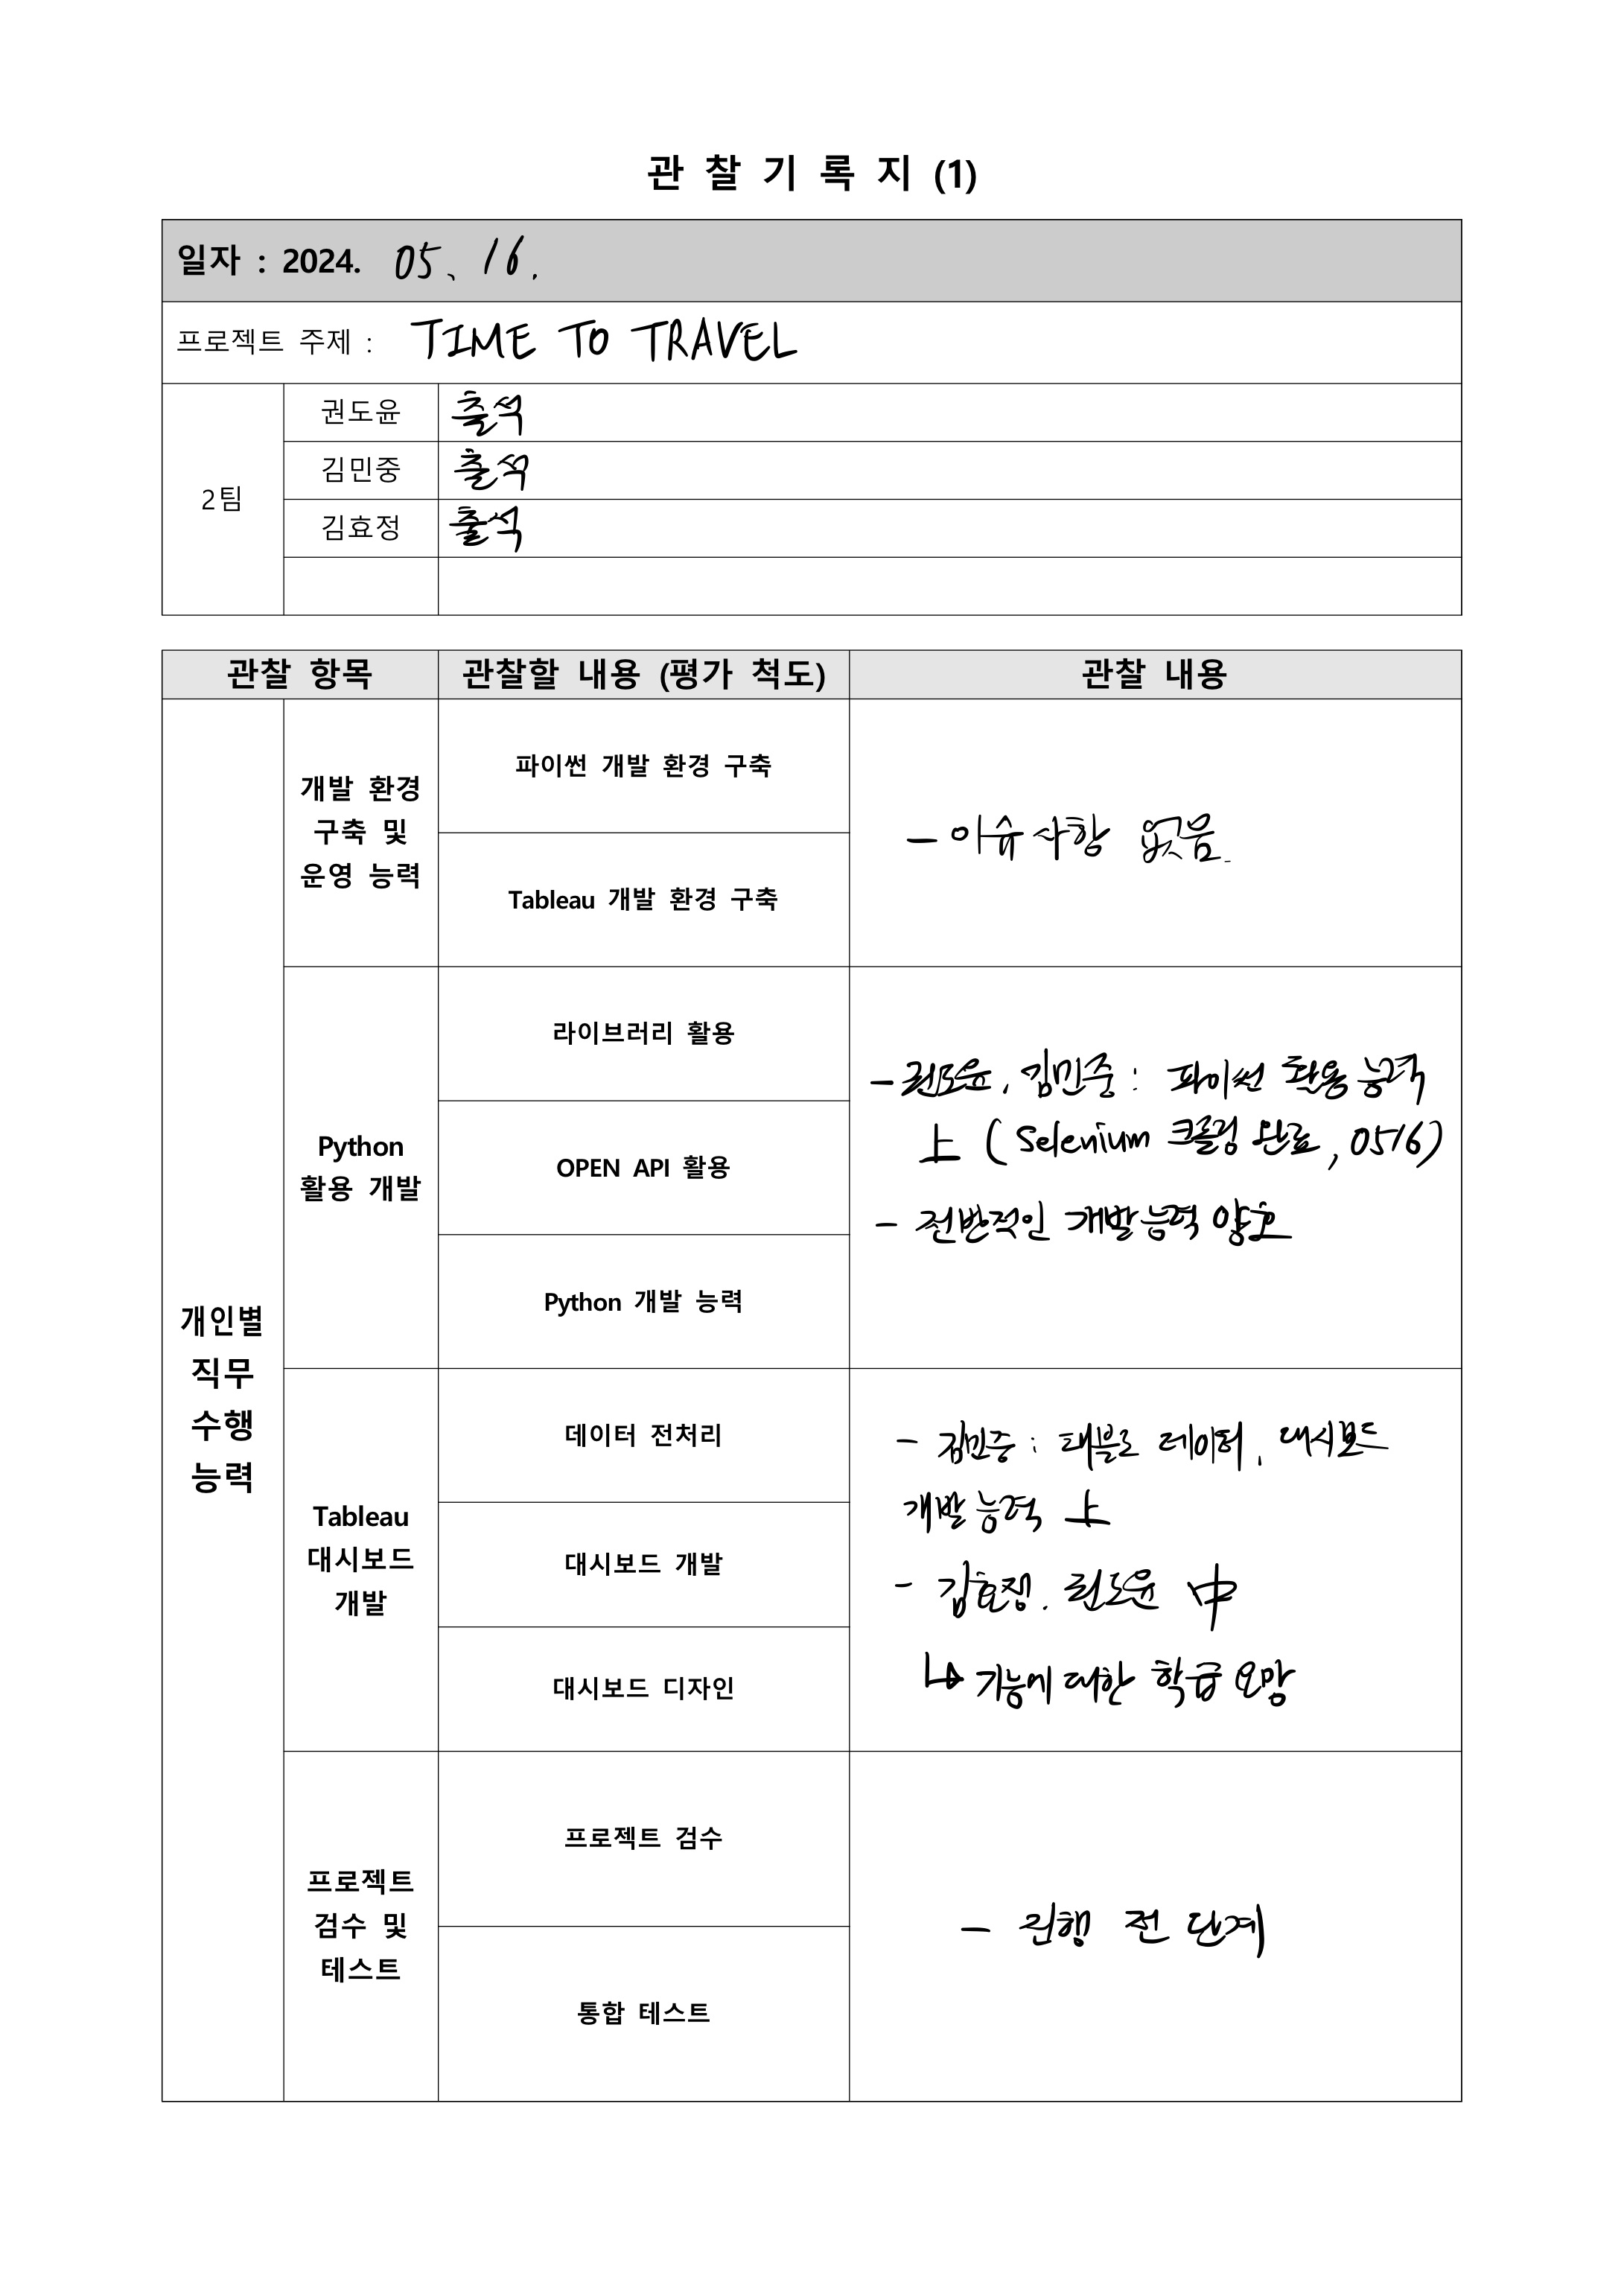 관 찰 기 록 지 (1)
일자 : 2024. 05. 16.
프로젝트 주제 : TIME TO TRAVEL
2팀
권도윤 출석
김민중 출석
김효정 출석
관찰 항목 관찰할 내용 (평가 척도) 관찰 내용
개인별
직무
수행
능력
개발 환경
구축 및
운영 능력
파이썬 개발 환경 구축
Tableau 개발 환경 구축
- 이슈사항 없음.
Python
활용 개발
라이브러리 활용
OPEN API 활용
Python 개발 능력
- 권도윤, 김민중 : 파이썬 활용 능력
上 (Selenium 크롤링 완료, 0516)
- 전반적인 개발능력 양호
Tableau
대시보드
개발
데이터 전처리
대시보드 개발
대시보드 디자인
- 김민중 : 태블로 데이터, 대시보드
개발 능력 上
- 김효정, 권도윤 中
↳ 기능에 대한 학습 요망
프로젝트
검수 및
테스트
프로젝트 검수
통합 테스트
- 진행 전 단계